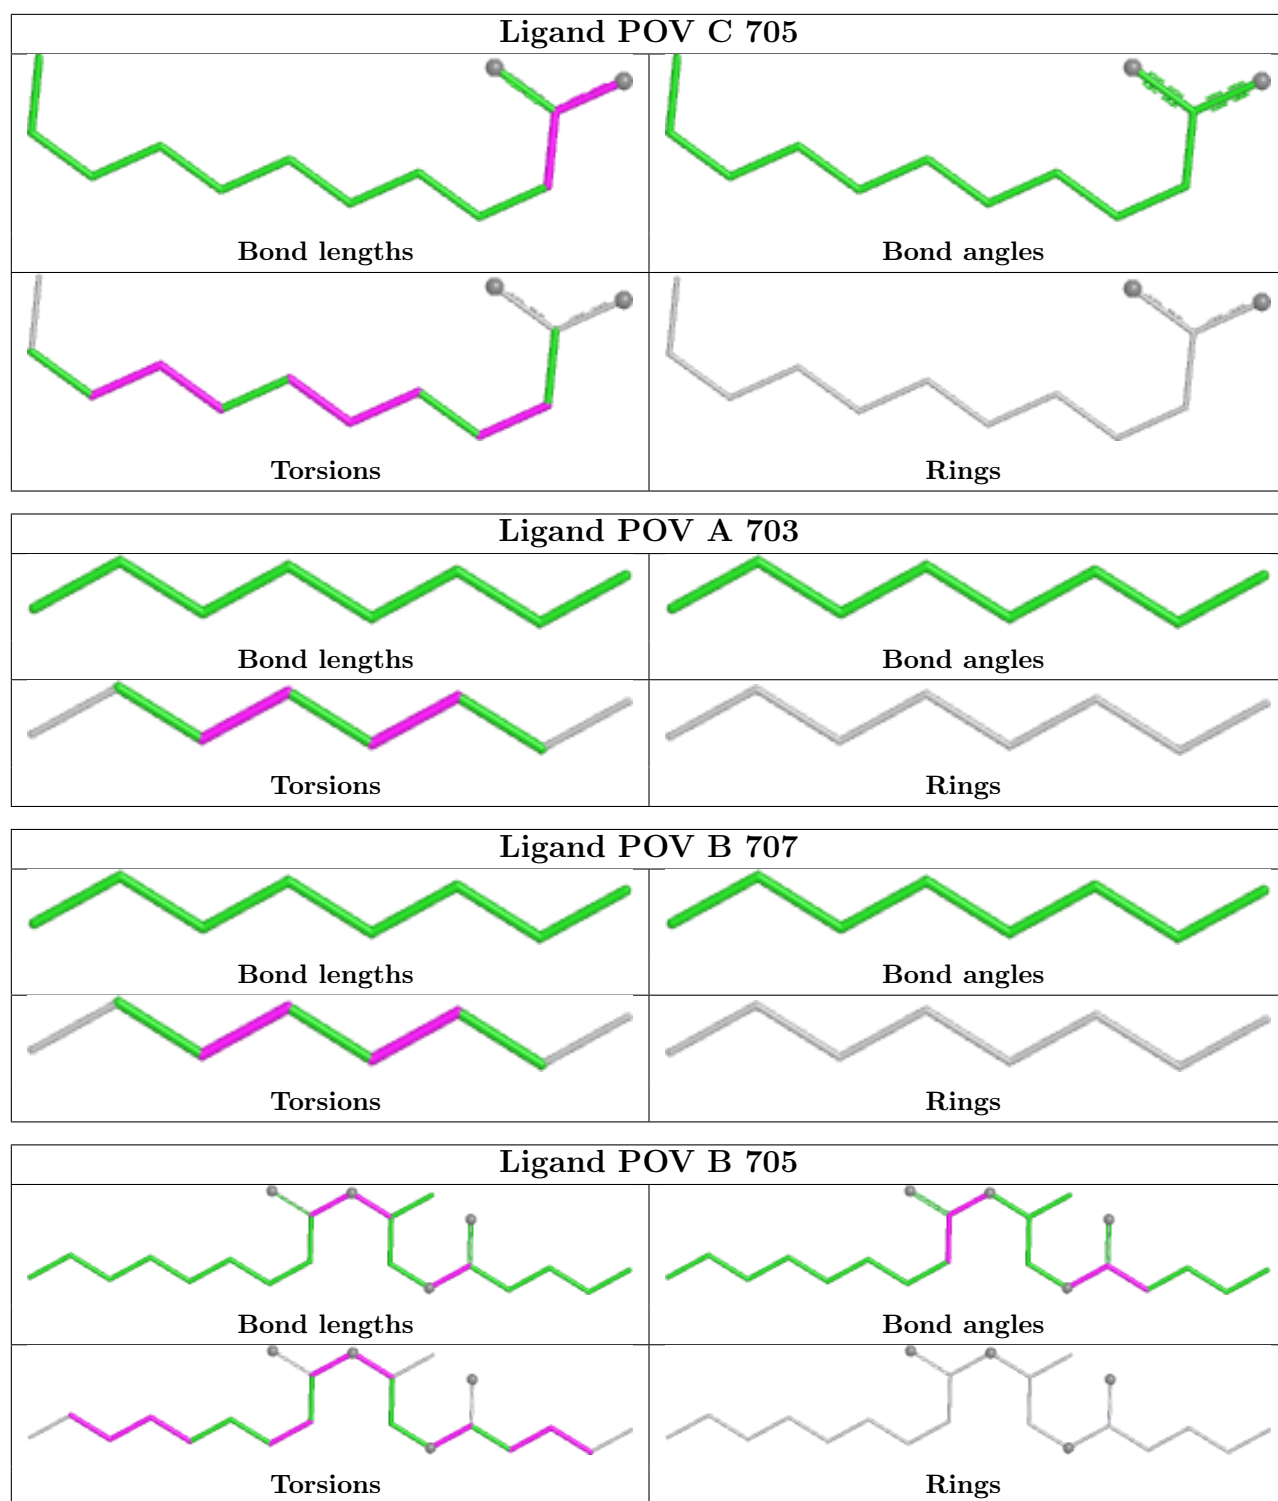 Ligand POV C 705
Bond lengths
Bond angles
Torsions
Rings
Ligand POV A 703
Bond lengths
Bond angles
Torsions
Rings
Ligand POV B 707
Bond lengths
Bond angles
Torsions
Rings
Ligand POV B 705
Bond lengths
Bond angles
Torsions
Rings